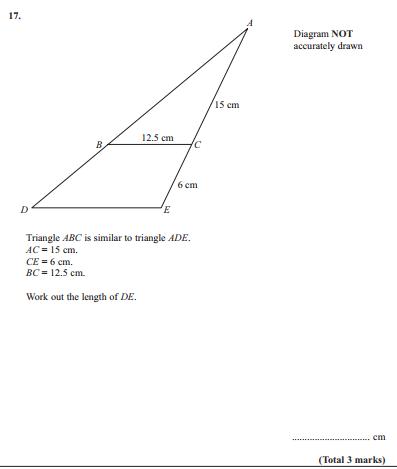 17.
A
Diagram NOT
accurately drawn
15 cm
12.5 cm
B
C
6 cm
D
E
Triangle ABC is similar to triangle ADE.
AC = 15 cm.
CE = 6 cm.
BC = 12.5 cm.
Work out the length of DE.
.............................. cm
(Total 3 marks)